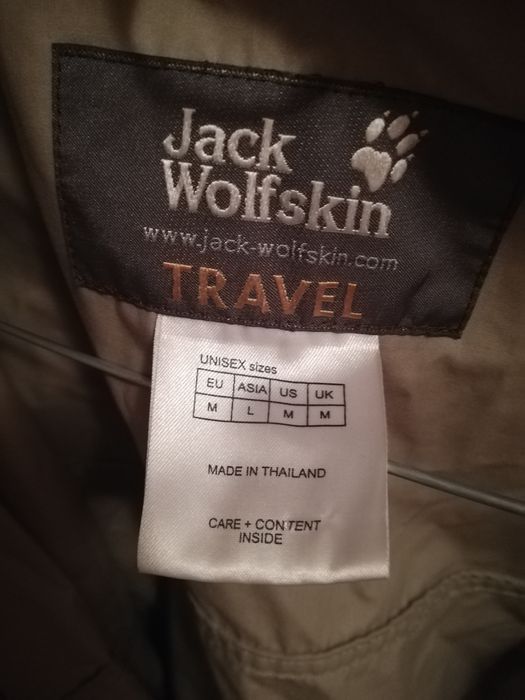 Jack
Wolfskin
www.jack-wolfskin.com
TRAVEL
UNISEX sizes
EU ASIA US UK
M L M M
MADE IN THAILAND
CARE + CONTENT
INSIDE